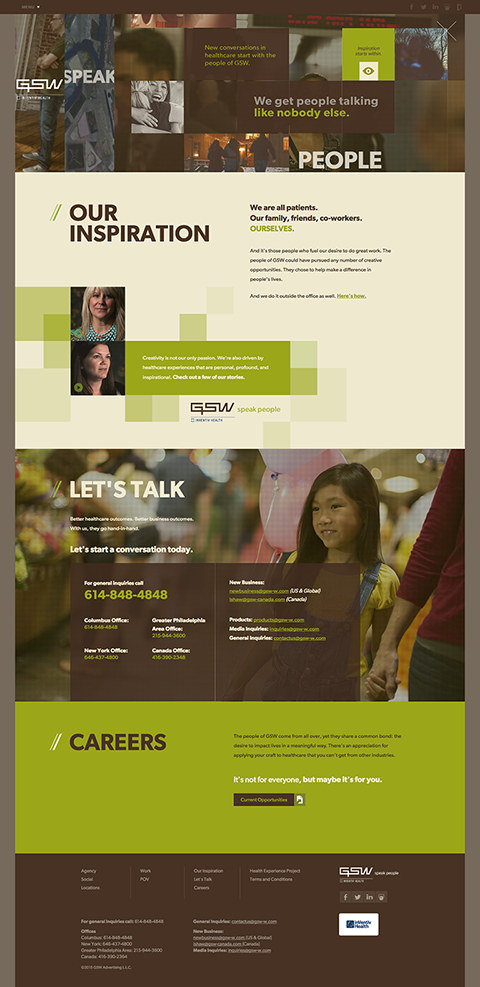 MENU
New conversations in
healthcare start with the
people of GSW.
Inspiration
starts within.
GSW
SPEAK
INVENTIV HEALTH
We get people talking
like nobody else.
PEOPLE
// OUR
INSPIRATION
We are all patients.
Our family, friends, co-workers.
OURSELVES.
And it's those people who fuel our desire to do great work. The
people of GSW could have pursued any number of creative
opportunities. They chose to help make a difference in
people's lives.
And we do it outside the office as well. Here's how.
Creativity is not our only passion. We're also driven by
healthcare experiences that are personal, profound, and
inspirational. Check out a few of our stories.
GSW speak people
INVENTIV HEALTH
// LET'S TALK
Better healthcare outcomes. Better business outcomes.
With us, they go hand-in-hand.
Let's start a conversation today.
For general inquiries call
614-848-4848
Columbus Office:
614-848-4848
Greater Philadelphia
Area Office:
215-944-3600
New York Office:
646-437-4800
Canada Office:
416-390-2348
New Business:
newbusiness@gsw-w.com (US & Global)
lshaw@gsw-canada.com (Canada)
Products: products@gsw-w.com
Media Inquiries: inquiries@gsw-w.com
General Inquiries: contactus@gsw-w.com
// CAREERS
The people of GSW come from all over, yet they share a common bond: the
desire to impact lives in a meaningful way. There's an appreciation for
applying your craft to healthcare that you can't get from other industries.
It's not for everyone, but maybe it's for you.
Current Opportunities
Agency
Social
Locations
Work
POV
Our Inspiration
Let's Talk
Careers
Health Experience Project
Terms and Conditions
GSW speak people
INVENTIV HEALTH
For general inquiries call: 614-848-4848
Offices
Columbus: 614-848-4848
New York: 646-437-4800
Greater Philadelphia Area: 215-944-3600
Canada: 416-390-2364
©2015 GSW Advertising L.L.C.
General Inquiries: contactus@gsw-w.com
New Business:
newbusiness@gsw-w.com (US & Global)
lshaw@gsw-canada.com (Canada)
Media Inquiries: inquiries@gsw-w.com
inVentiv
Health